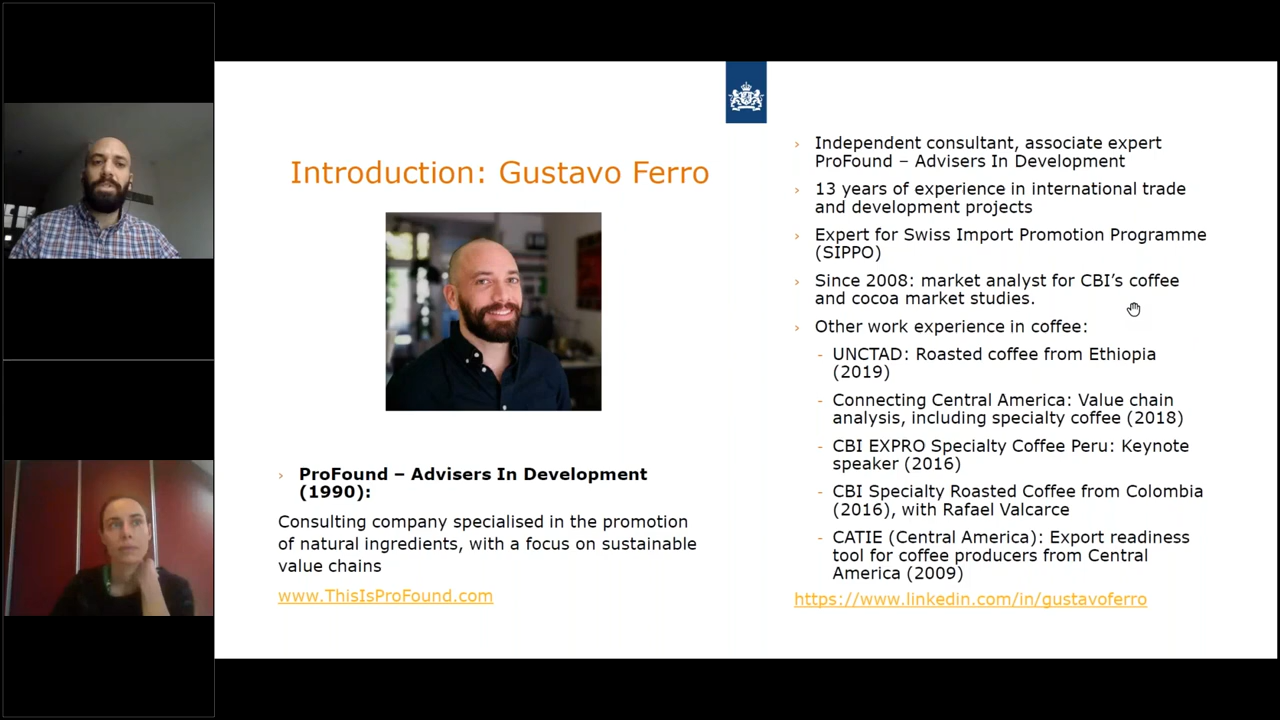 Introduction: Gustavo Ferro
› ProFound – Advisers In Development
(1990):
Consulting company specialised in the promotion
of natural ingredients, with a focus on sustainable
value chains
www.ThisIsProFound.com
› Independent consultant, associate expert
ProFound – Advisers In Development
› 13 years of experience in international trade
and development projects
› Expert for Swiss Import Promotion Programme
(SIPPO)
› Since 2008: market analyst for CBI’s coffee
and cocoa market studies.
› Other work experience in coffee:
- UNCTAD: Roasted coffee from Ethiopia
(2019)
- Connecting Central America: Value chain
analysis, including specialty coffee (2018)
- CBI EXPRO Specialty Coffee Peru: Keynote
speaker (2016)
- CBI Specialty Roasted Coffee from Colombia
(2016), with Rafael Valcarce
- CATIE (Central America): Export readiness
tool for coffee producers from Central
America (2009)
https://www.linkedin.com/in/gustavoferro